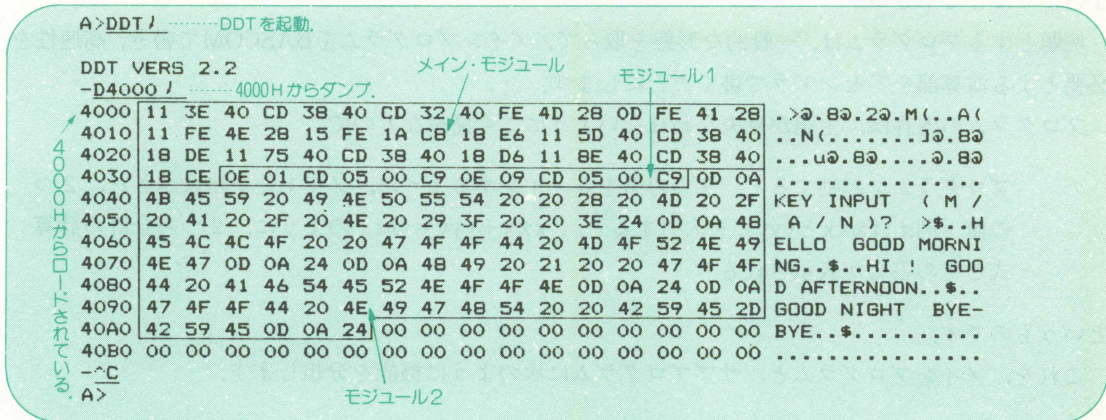 A>DDT↲ ………DDTを起動.
DDT VERS 2.2
メイン・モジュール
モジュール1
-D4000↲ ………4000Hからダンプ.
4000 11 3E 40 CD 38 40 CD 32 40 FE 4D 28 0D FE 41 28 .>@.8@.2@.M(..A(
4010 11 FE 4E 28 15 FE 1A C8 18 E6 11 5D 40 CD 38 40 ..N(.......]@.8@
4020 18 DE 11 75 40 CD 38 40 18 D6 11 8E 40 CD 38 40 ...u@.8@....@.8@
4030 18 CE 0E 01 CD 05 00 C9 0E 09 CD 05 00 C9 0D 0A ................
4040 4B 45 59 20 49 4E 50 55 54 20 20 28 20 4D 20 2F KEY INPUT  ( M /
4050 20 41 20 2F 20 4E 20 29 3F 20 20 3E 24 0D 0A 48  A / N )?  >$..H
4060 45 4C 4C 4F 20 20 47 4F 4F 44 20 4D 4F 52 4E 49 ELLO  GOOD MORNI
4070 4E 47 0D 0A 24 0D 0A 48 49 20 21 20 20 47 4F 4F NG..$..HI !  GOO
4080 44 20 41 46 54 45 52 4E 4F 4F 4E 0D 0A 24 0D 0A D AFTERNOON..$..
4090 47 4F 4F 44 20 4E 49 47 48 54 20 20 42 59 45 2D GOOD NIGHT  BYE-
40A0 42 59 45 0D 0A 24 00 00 00 00 00 00 00 00 00 00 BYE..$..........
40B0 00 00 00 00 00 00 00 00 00 00 00 00 00 00 00 00 ................
4000Hからロードされている.
-^C
A>
モジュール2